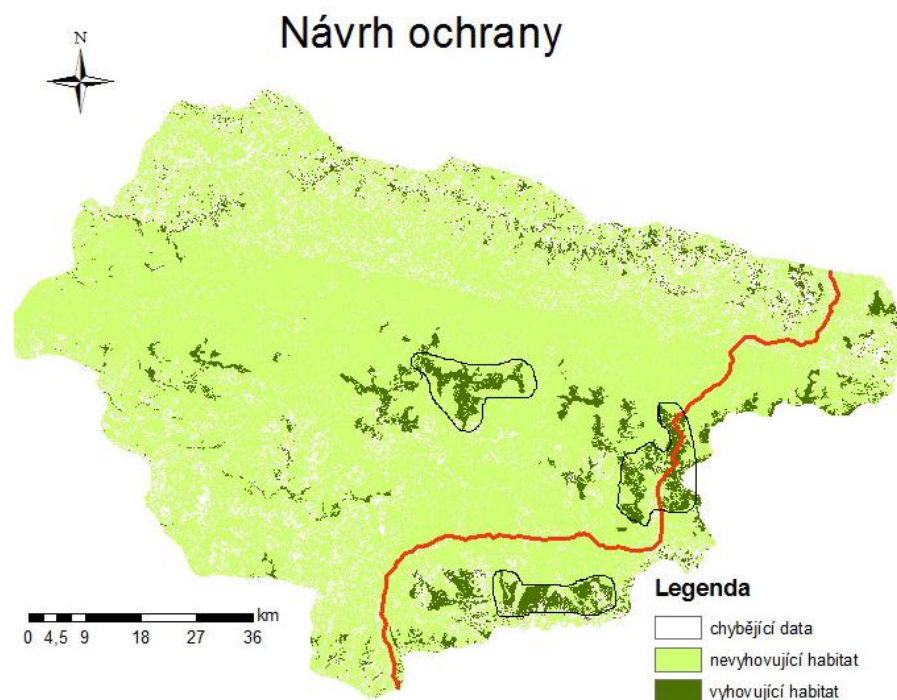 Návrh ochrany
N
km
0 4,5 9 18 27 36
Legenda
chybějící data
nevyhovující habitat
vyhovující habitat